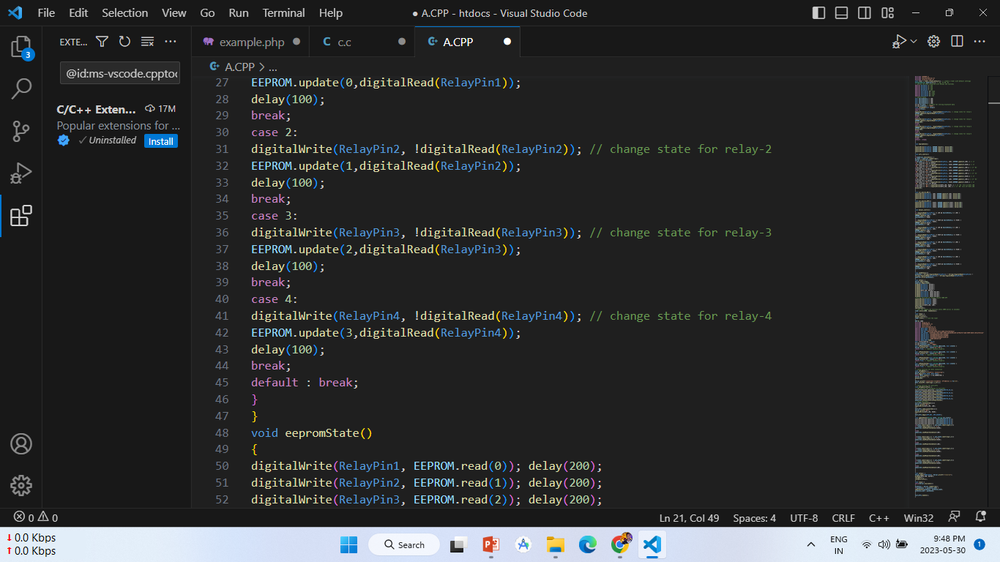 File Edit Selection View Go Run Terminal Help
● A.CPP - htdocs - Visual Studio Code
3
EXTE...
@id:ms-vscode.cpptoo
C/C++ Exten... 17M
Popular extensions for ...
✓ Uninstalled Install
example.php
C c.c
A.CPP
A.CPP > ...
27 EEPROM.update(0,digitalRead(RelayPin1));
28 delay(100);
29 break;
30 case 2:
31 digitalWrite(RelayPin2, !digitalRead(RelayPin2)); // change state for relay-2
32 EEPROM.update(1,digitalRead(RelayPin2));
33 delay(100);
34 break;
35 case 3:
36 digitalWrite(RelayPin3, !digitalRead(RelayPin3)); // change state for relay-3
37 EEPROM.update(2,digitalRead(RelayPin3));
38 delay(100);
39 break;
40 case 4:
41 digitalWrite(RelayPin4, !digitalRead(RelayPin4)); // change state for relay-4
42 EEPROM.update(3,digitalRead(RelayPin4));
43 delay(100);
44 break;
45 default : break;
46 }
47 }
48 void eepromState()
49 {
50 digitalWrite(RelayPin1, EEPROM.read(0)); delay(200);
51 digitalWrite(RelayPin2, EEPROM.read(1)); delay(200);
52 digitalWrite(RelayPin3, EEPROM.read(2)); delay(200);
0 0
Ln 21, Col 49 Spaces: 4 UTF-8 CRLF C++ Win32
↓ 0.0 Kbps
↑ 0.0 Kbps
Search
ENG
IN
9:48 PM
2023-05-30
1